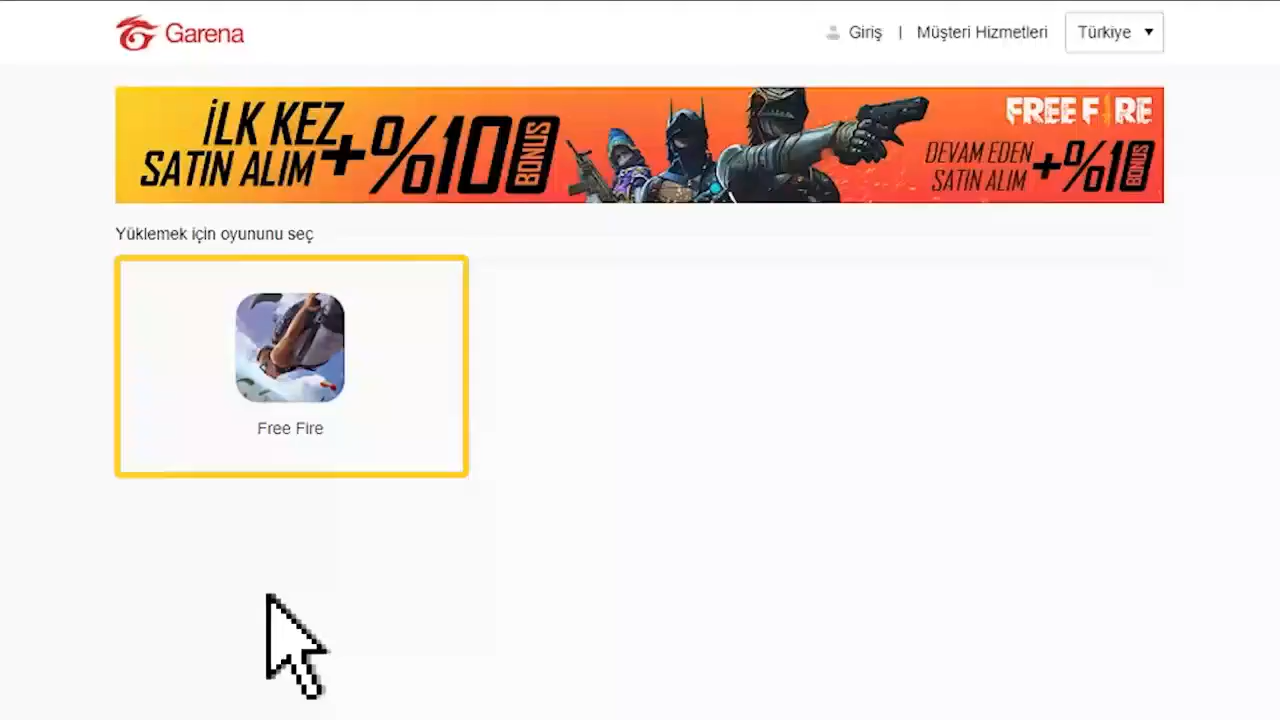 Garena
Giriş | Müşteri Hizmetleri Türkiye
İLK KEZ
SATIN ALIM +%10 BONUS
FREE FIRE
DEVAM EDEN
SATIN ALIM +%10 BONUS
Yüklemek için oyununu seç
Free Fire